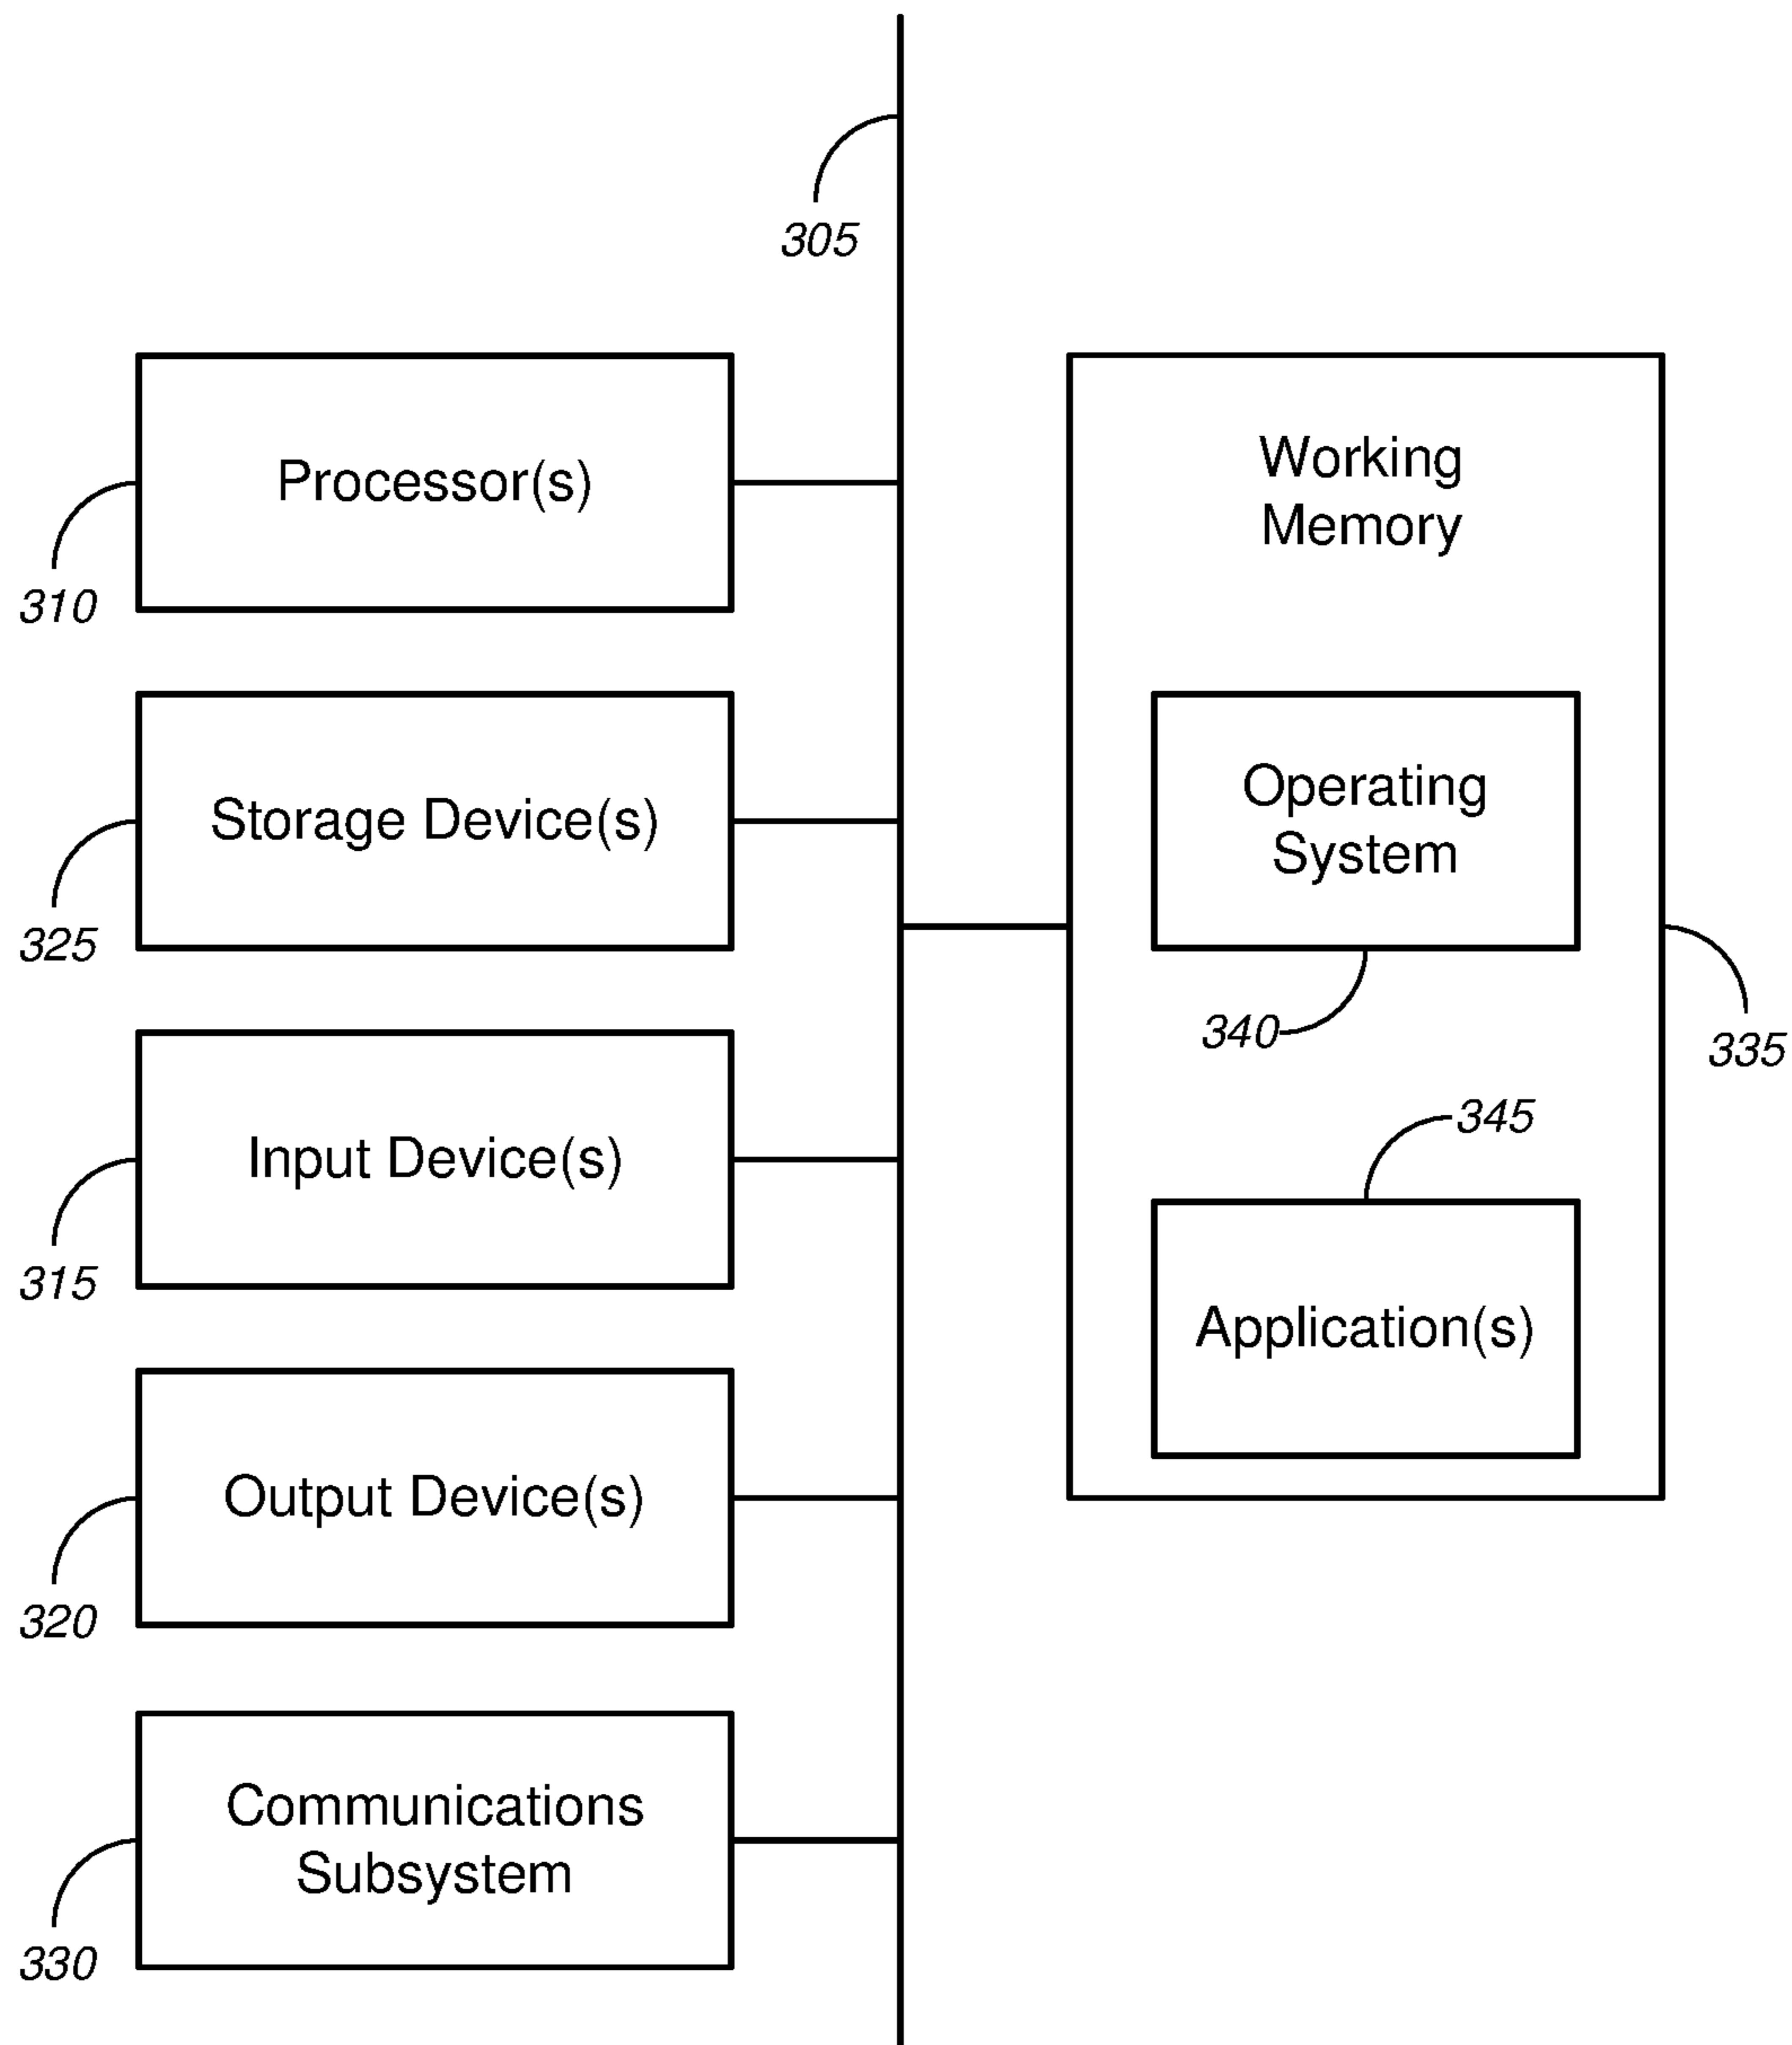 305
Processor(s)
310
Storage Device(s)
325
Input Device(s)
315
Output Device(s)
320
Communications
Subsystem
330
Working
Memory
Operating
System
340
335
345
Application(s)